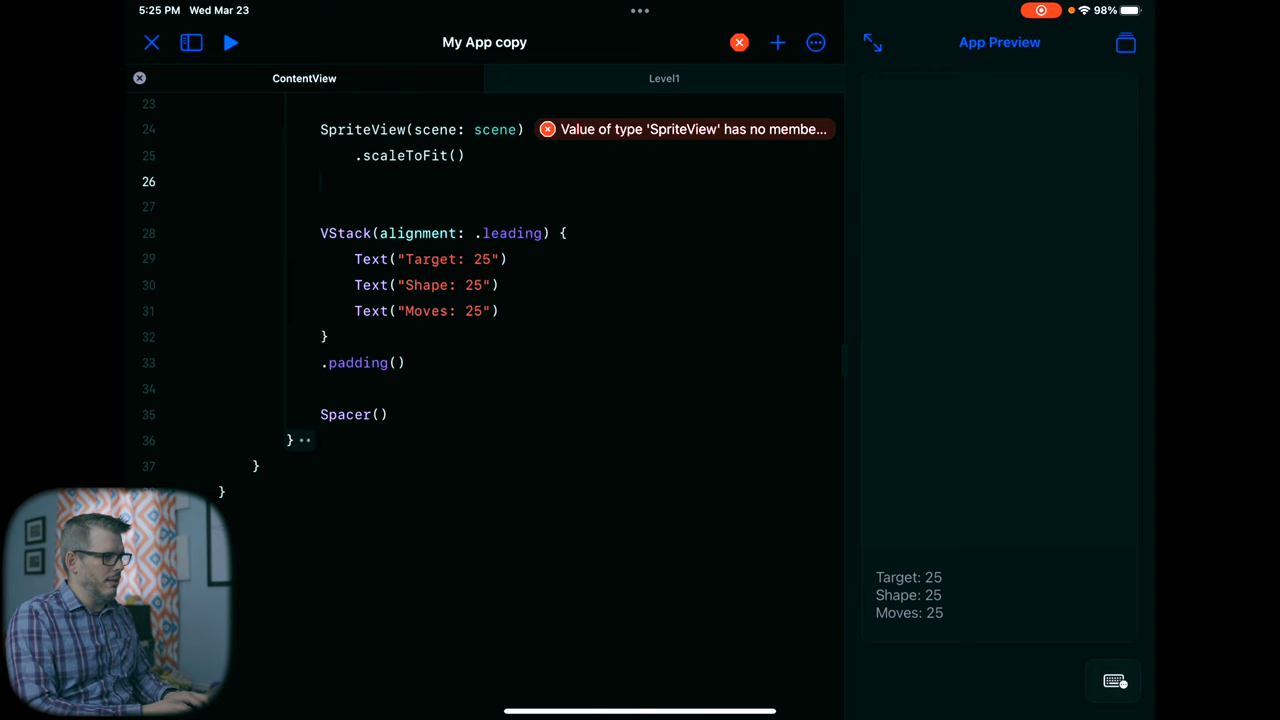 5:25 PM Wed Mar 23
98%
My App copy
App Preview
ContentView
Level1
23
24 SpriteView(scene: scene) Value of type 'SpriteView' has no membe...
25 .scaleToFit()
26
27
28 VStack(alignment: .leading) {
29 Text("Target: 25")
30 Text("Shape: 25")
31 Text("Moves: 25")
32 }
33 .padding()
34
35 Spacer()
36 }
37 }
}
Target: 25
Shape: 25
Moves: 25